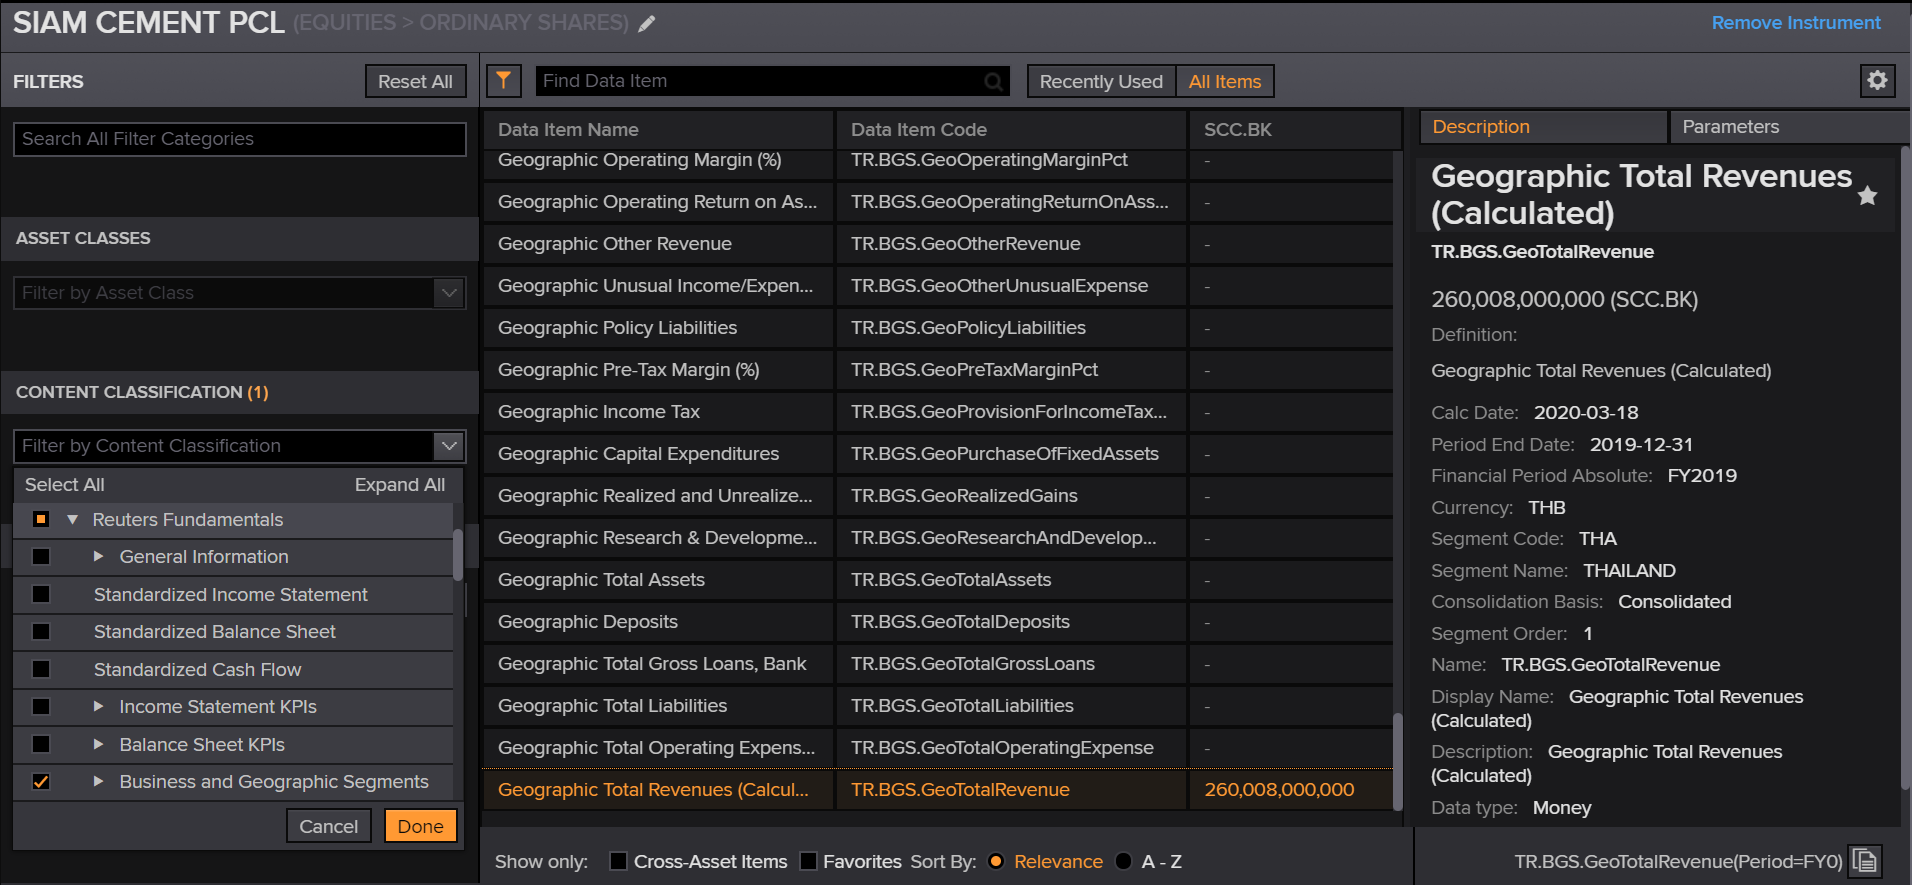 SIAM CEMENT PCL (EQUITIES > ORDINARY SHARES)
Remove Instrument
FILTERS
Reset All
Find Data Item
Recently Used
All Items
Search All Filter Categories
ASSET CLASSES
Filter by Asset Class
CONTENT CLASSIFICATION (1)
Filter by Content Classification
Select All
Expand All
Reuters Fundamentals
General Information
Standardized Income Statement
Standardized Balance Sheet
Standardized Cash Flow
Income Statement KPIs
Balance Sheet KPIs
Business and Geographic Segments
Cancel
Done
Data Item Name Data Item Code SCC.BK
Geographic Operating Margin (%) TR.BGS.GeoOperatingMarginPct -
Geographic Operating Return on As... TR.BGS.GeoOperatingReturnOnAss... -
Geographic Other Revenue TR.BGS.GeoOtherRevenue -
Geographic Unusual Income/Expen... TR.BGS.GeoOtherUnusualExpense -
Geographic Policy Liabilities TR.BGS.GeoPolicyLiabilities -
Geographic Pre-Tax Margin (%) TR.BGS.GeoPreTaxMarginPct -
Geographic Income Tax TR.BGS.GeoProvisionForIncomeTax... -
Geographic Capital Expenditures TR.BGS.GeoPurchaseOfFixedAssets -
Geographic Realized and Unrealize... TR.BGS.GeoRealizedGains -
Geographic Research & Developme... TR.BGS.GeoResearchAndDevelop... -
Geographic Total Assets TR.BGS.GeoTotalAssets -
Geographic Deposits TR.BGS.GeoTotalDeposits -
Geographic Total Gross Loans, Bank TR.BGS.GeoTotalGrossLoans -
Geographic Total Liabilities TR.BGS.GeoTotalLiabilities -
Geographic Total Operating Expens... TR.BGS.GeoTotalOperatingExpense -
Geographic Total Revenues (Calcul... TR.BGS.GeoTotalRevenue 260,008,000,000
Show only: Cross-Asset Items Favorites Sort By: Relevance A - Z
Description
Parameters
Geographic Total Revenues
(Calculated)
TR.BGS.GeoTotalRevenue
260,008,000,000 (SCC.BK)
Definition:
Geographic Total Revenues (Calculated)
Calc Date: 2020-03-18
Period End Date: 2019-12-31
Financial Period Absolute: FY2019
Currency: THB
Segment Code: THA
Segment Name: THAILAND
Consolidation Basis: Consolidated
Segment Order: 1
Name: TR.BGS.GeoTotalRevenue
Display Name: Geographic Total Revenues
(Calculated)
Description: Geographic Total Revenues
(Calculated)
Data type: Money
TR.BGS.GeoTotalRevenue(Period=FY0)